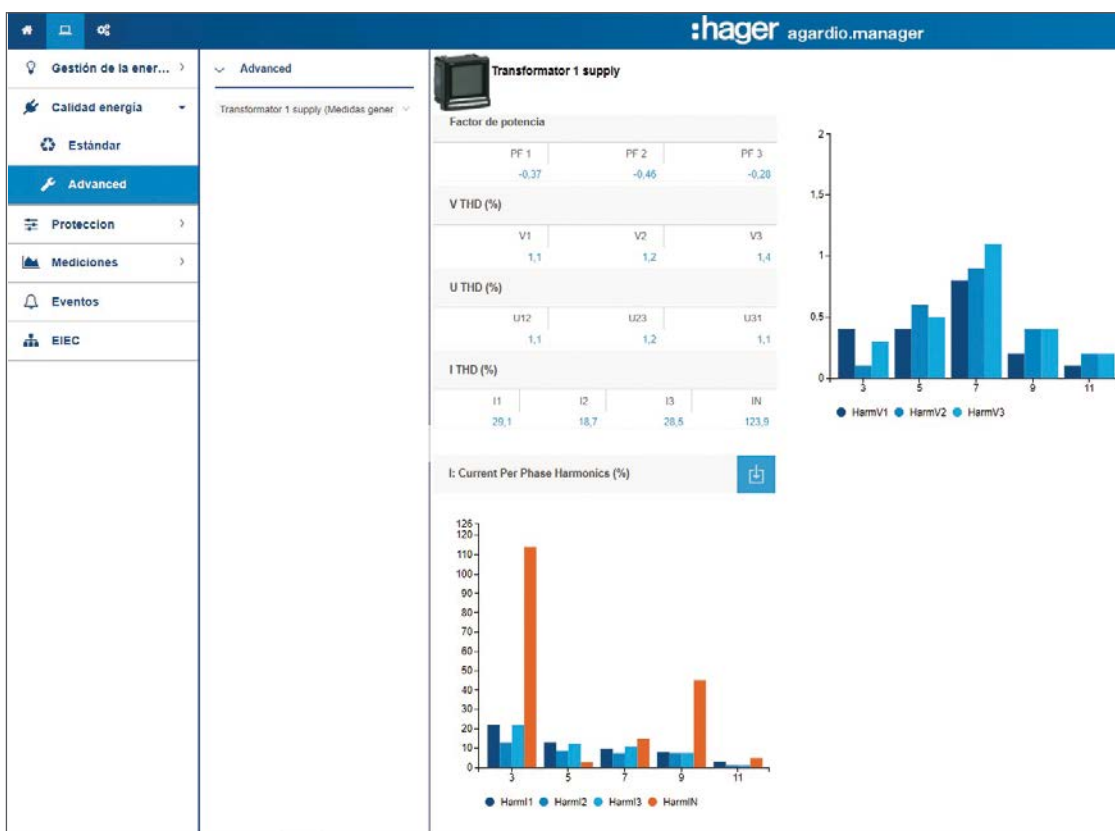 :hager agardio.manager
Gestión de la ener...
Calidad energía
Estándar
Advanced
Proteccion
Mediciones
Eventos
EIEC
Advanced
Transformator 1 supply (Medidas gener
Transformator 1 supply
Factor de potencia
PF 1 PF 2 PF 3
-0,37 -0,46 -0,28
V THD (%)
V1 V2 V3
1,1 1,2 1,4
U THD (%)
U12 U23 U31
1,1 1,2 1,1
I THD (%)
I1 I2 I3 IN
29,1 18,7 28,5 123,9
I: Current Per Phase Harmonics (%)
126
120
110
100
90
80
70
60
50
40
30
20
10
0
3 5 7 9 11
HarmI1 HarmI2 HarmI3 HarmIN
2
1,5
1
0,5
0
3 5 7 9 11
HarmV1 HarmV2 HarmV3